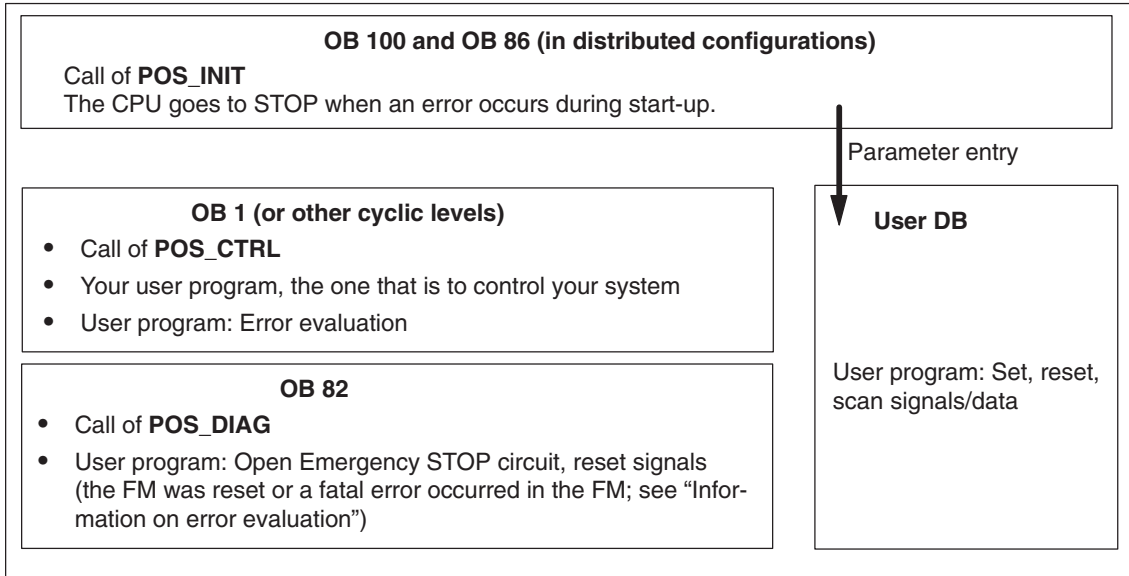 OB 100 and OB 86 (in distributed configurations)
Call of POS_INIT
The CPU goes to STOP when an error occurs during start-up.
Parameter entry
OB 1 (or other cyclic levels)
• Call of POS_CTRL
• Your user program, the one that is to control your system
• User program: Error evaluation
OB 82
• Call of POS_DIAG
• User program: Open Emergency STOP circuit, reset signals
(the FM was reset or a fatal error occurred in the FM; see “Infor-
mation on error evaluation”)
User DB
User program: Set, reset,
scan signals/data